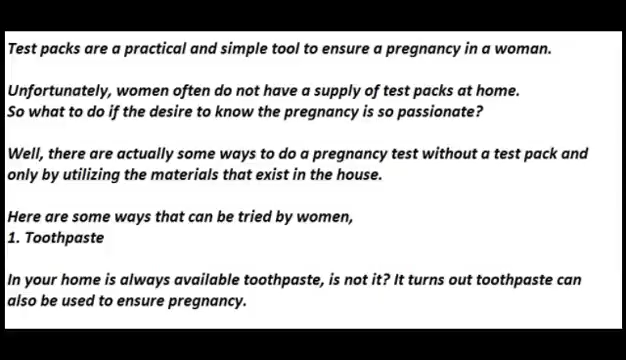 Test packs are a practical and simple tool to ensure a pregnancy in a woman.
Unfortunately, women often do not have a supply of test packs at home.
So what to do if the desire to know the pregnancy is so passionate?
Well, there are actually some ways to do a pregnancy test without a test pack and
only by utilizing the materials that exist in the house.
Here are some ways that can be tried by women,
1. Toothpaste
In your home is always available toothpaste, is not it? It turns out toothpaste can
also be used to ensure pregnancy.